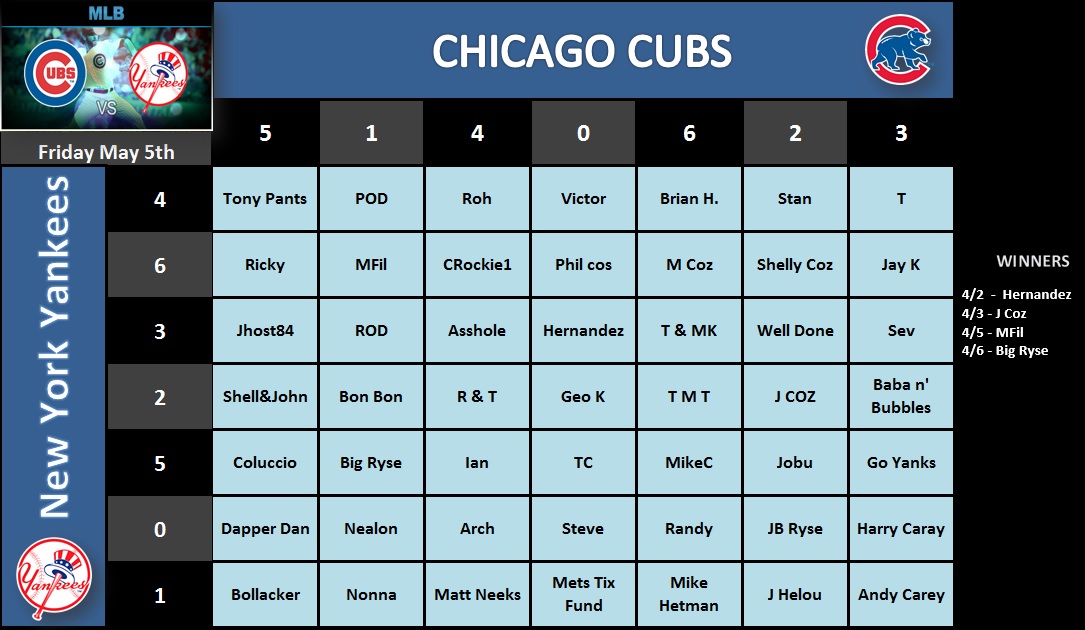 MLB
CHICAGO CUBS
CUBS
Yankees
VS
Friday May 5th
5 1 4 0 6 2 3
New York Yankees
4 Tony Pants POD Roh Victor Brian H. Stan T
6 Ricky MFil CRockie1 Phil cos M Coz Shelly Coz Jay K
3 Jhost84 ROD Asshole Hernandez T & MK Well Done Sev
2 Shell&John Bon Bon R & T Geo K T M T J COZ Baba n'
Bubbles
5 Coluccio Big Ryse Ian TC MikeC Jobu Go Yanks
0 Dapper Dan Nealon Arch Steve Randy JB Ryse Harry Caray
1 Bollacker Nonna Matt Neeks Mets Tix Mike J Helou Andy Carey
Fund Hetman
Yankees
WINNERS
4/2 - Hernandez
4/3 - J Coz
4/5 - MFil
4/6 - Big Ryse